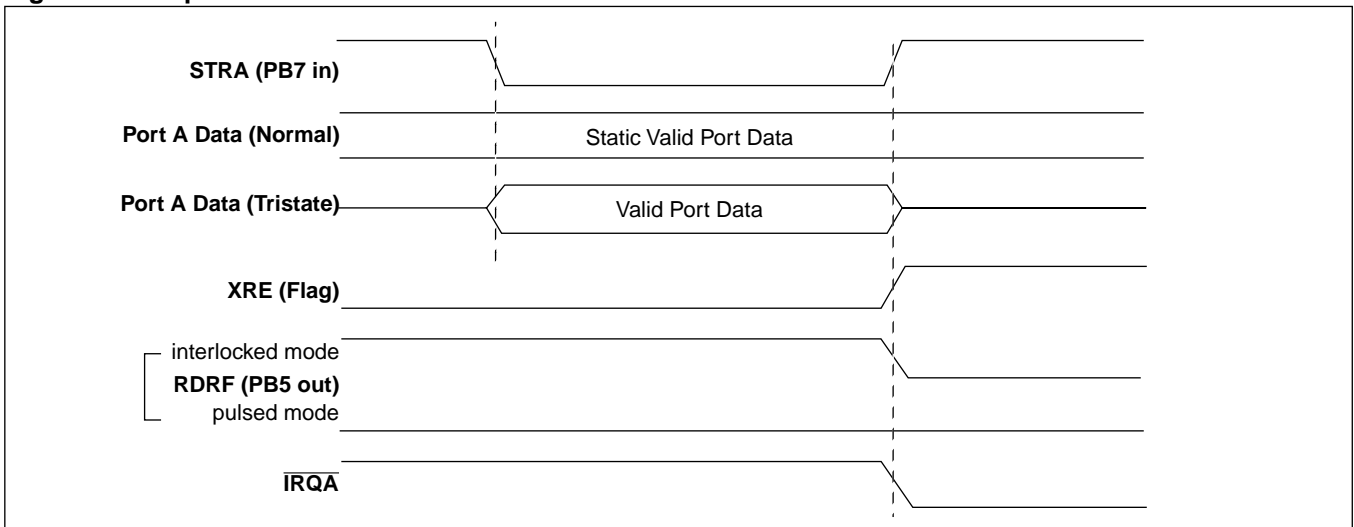 STRA (PB7 in)
Port A Data (Normal)
Static Valid Port Data
Port A Data (Tristate)
Valid Port Data
XRE (Flag)
interlocked mode
RDRF (PB5 out)
pulsed mode
IRQA